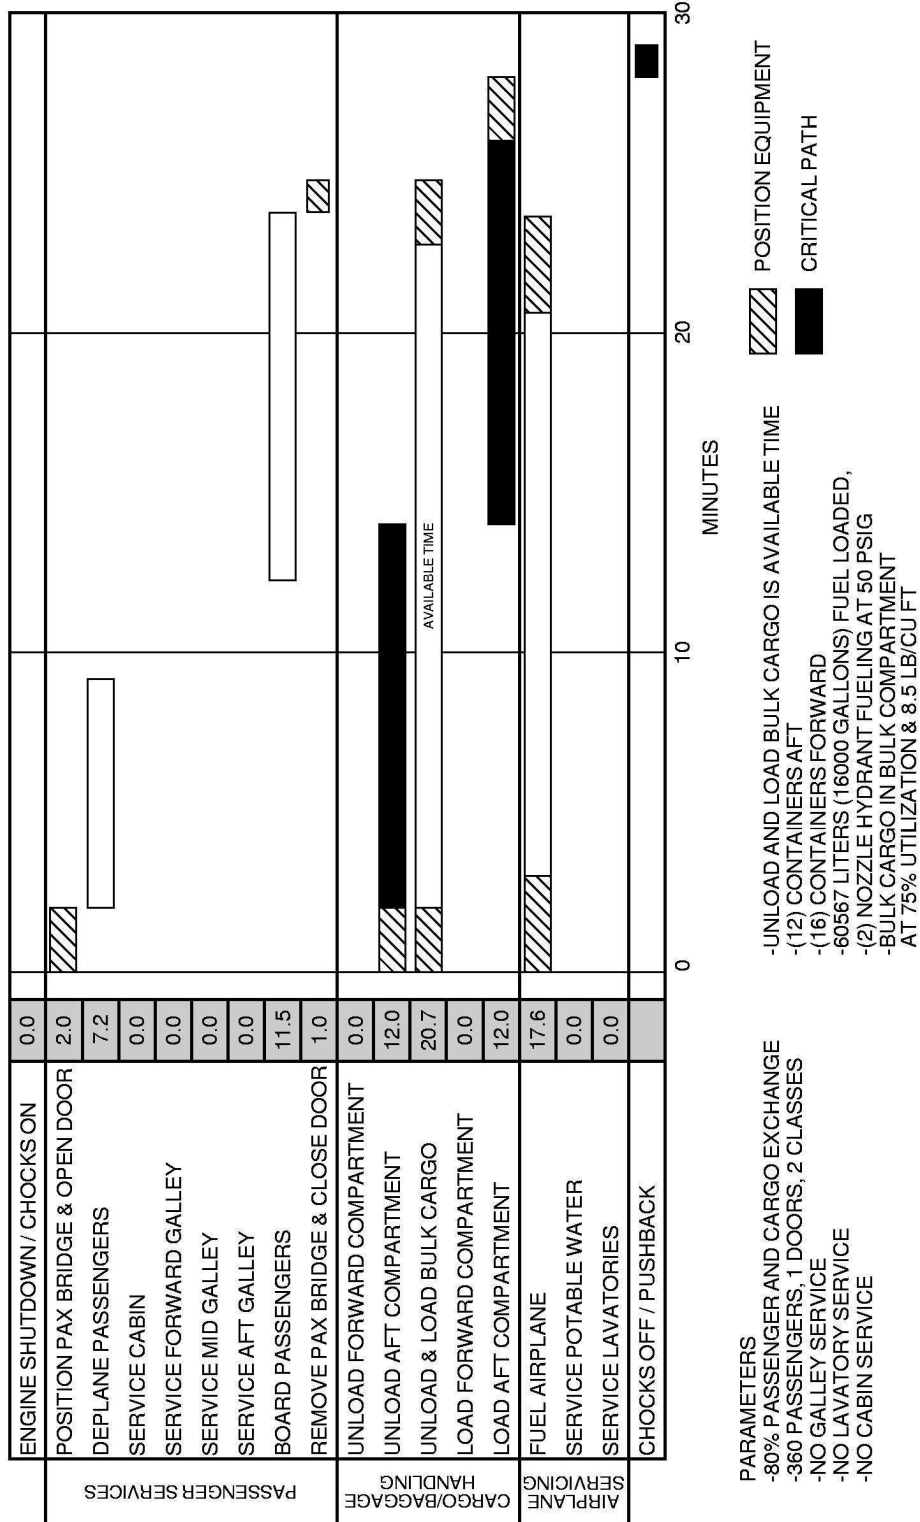 PASSENGER SERVICES
CARGO/BAGGAGE
HANDLING
AIRPLANE
SERVICING
ENGINE SHUTDOWN / CHOCKS ON 0.0
POSITION PAX BRIDGE & OPEN DOOR 2.0
DEPLANE PASSENGERS 7.2
SERVICE CABIN 0.0
SERVICE FORWARD GALLEY 0.0
SERVICE MID GALLEY 0.0
SERVICE AFT GALLEY 0.0
BOARD PASSENGERS 11.5
REMOVE PAX BRIDGE & CLOSE DOOR 1.0
UNLOAD FORWARD COMPARTMENT 0.0
UNLOAD AFT COMPARTMENT 12.0
UNLOAD & LOAD BULK CARGO 20.7
AVAILABLE TIME
LOAD FORWARD COMPARTMENT 0.0
LOAD AFT COMPARTMENT 12.0
FUEL AIRPLANE 17.6
SERVICE POTABLE WATER 0.0
SERVICE LAVATORIES 0.0
CHOCKS OFF / PUSHBACK
0 10 20 30
MINUTES
PARAMETERS
-80% PASSENGER AND CARGO EXCHANGE
-360 PASSENGERS, 1 DOORS, 2 CLASSES
-NO GALLEY SERVICE
-NO LAVATORY SERVICE
-NO CABIN SERVICE
-UNLOAD AND LOAD BULK CARGO IS AVAILABLE TIME
-(12) CONTAINERS AFT
-(16) CONTAINERS FORWARD
-60567 LITERS (16000 GALLONS) FUEL LOADED,
-(2) NOZZLE HYDRANT FUELING AT 50 PSIG
-BULK CARGO IN BULK COMPARTMENT
AT 75% UTILIZATION & 8.5 LB/CU FT
POSITION EQUIPMENT
CRITICAL PATH